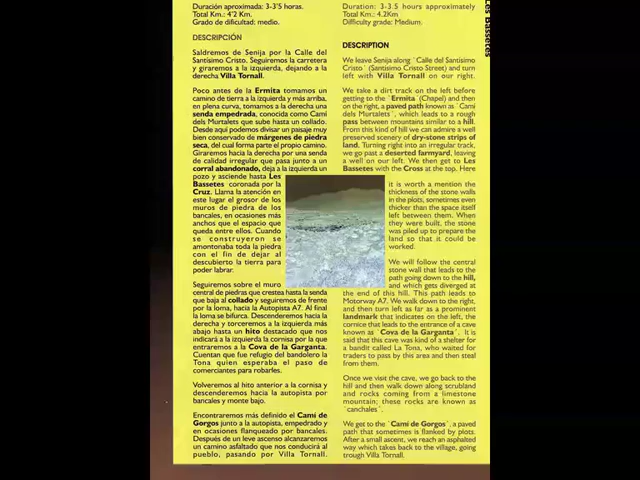 Duración aproximada: 3-3'5 horas.
Total Km.: 4'2 Km.
Grado de dificultad: medio.
DESCRIPCIÓN
Saldremos de Senija por la Calle del
Santísimo Cristo. Seguiremos la carretera
y giraremos a la izquierda, dejando a la
derecha Villa Tornall.
Poco antes de la Ermita tomamos un
camino de tierra a la izquierda y más arriba,
en plena curva, tomamos a la derecha una
senda empedrada, conocida como Camí
dels Murtalets que sube hasta un collado.
Desde aquí podemos divisar un paisaje muy
bien conservado de márgenes de piedra
seca, del cual forma parte el propio camino.
Giraremos hacia la derecha por una senda
de calidad irregular que pasa junto a un
corral abandonado, deja a la izquierda un
pozo y asciende hasta Les
Bassetes coronada por la
Cruz. Llama la atención en
este lugar el grosor de los
muros de piedra de los
bancales, en ocasiones más
anchos que el espacio que
queda entre ellos. Cuando
se construyeron se
amontonaba toda la piedra
con el fin de dejar al
descubierto la tierra para
poder labrar.
Seguiremos sobre el muro
central de piedras que crestea hasta la senda
que baja al collado y seguiremos de frente
por la loma, hacia la Autopista A7. Al final
la loma se bifurca. Descenderemos hacia la
derecha y torceremos a la izquierda más
abajo hasta un hito destacado que nos
indicará a la izquierda la cornisa por la que
entraremos a la Cova de la Garganta.
Cuentan que fue refugio del bandolero la
Tona quien esperaba el paso de
comerciantes para robarles.
Volveremos al hito anterior a la cornisa y
descenderemos hacia la autopista por
bancales y monte bajo.
Encontraremos más definido el Camí de
Gorgos junto a la autopista, empedrado y
en ocasiones flanqueado por bancales.
Después de un leve ascenso alcanzaremos
un camino asfaltado que nos conducirá al
pueblo, pasando por Villa Tornall.
Duration: 3-3.5 hours approximately
Total Km.: 4.2Km
Difficulty grade: Medium.
DESCRIPTION
We leave Senija along ´Calle del Santísimo
Cristo´ (Santísimo Cristo Street) and turn
left with Villa Tornall on our right.
We take a dirt track on the left before
getting to the ´Ermita´ (Chapel) and then
on the right, a paved path known as ´Camí
dels Murtalets´, which leads to a rough
pass between mountains similar to a hill.
From this kind of hill we can admire a well
preserved scenery of dry-stone strips of
land. Turning right into an irregular track,
we go past a deserted farmyard, leaving
a well on our left. We then get to Les
Bassetes with the Cross at the top. Here
it is worth a mention the
thickness of the stone walls
in the plots, sometimes even
thicker than the space itself
left between them. When
they were built, the stone
was piled up to prepare the
land so that it could be
worked.
We will follow the central
stone wall that leads to the
path going down to the hill,
and which gets diverged at
the end of this hill. This path leads to
Motorway A7. We walk down to the right,
and then turn left as far as a prominent
landmark that indicates on the left, the
cornice that leads to the entrance of a cave
known as ´Cova de la Garganta´. It is
said that this cave was kind of a shelter for
a bandit called La Tona, who waited for
traders to pass by this area and then steal
from them.
Once we visit the cave, we go back to the
hill and then walk down along scrubland
and rocks coming from a limestone
mountain; these rocks are known as
´canchales´.
We get to the ´Camí de Gorgos´, a paved
path that sometimes is flanked by plots.
After a small ascent, we reach an asphalted
way which takes back to the village, going
trough Villa Tornall.
Les Bassetes